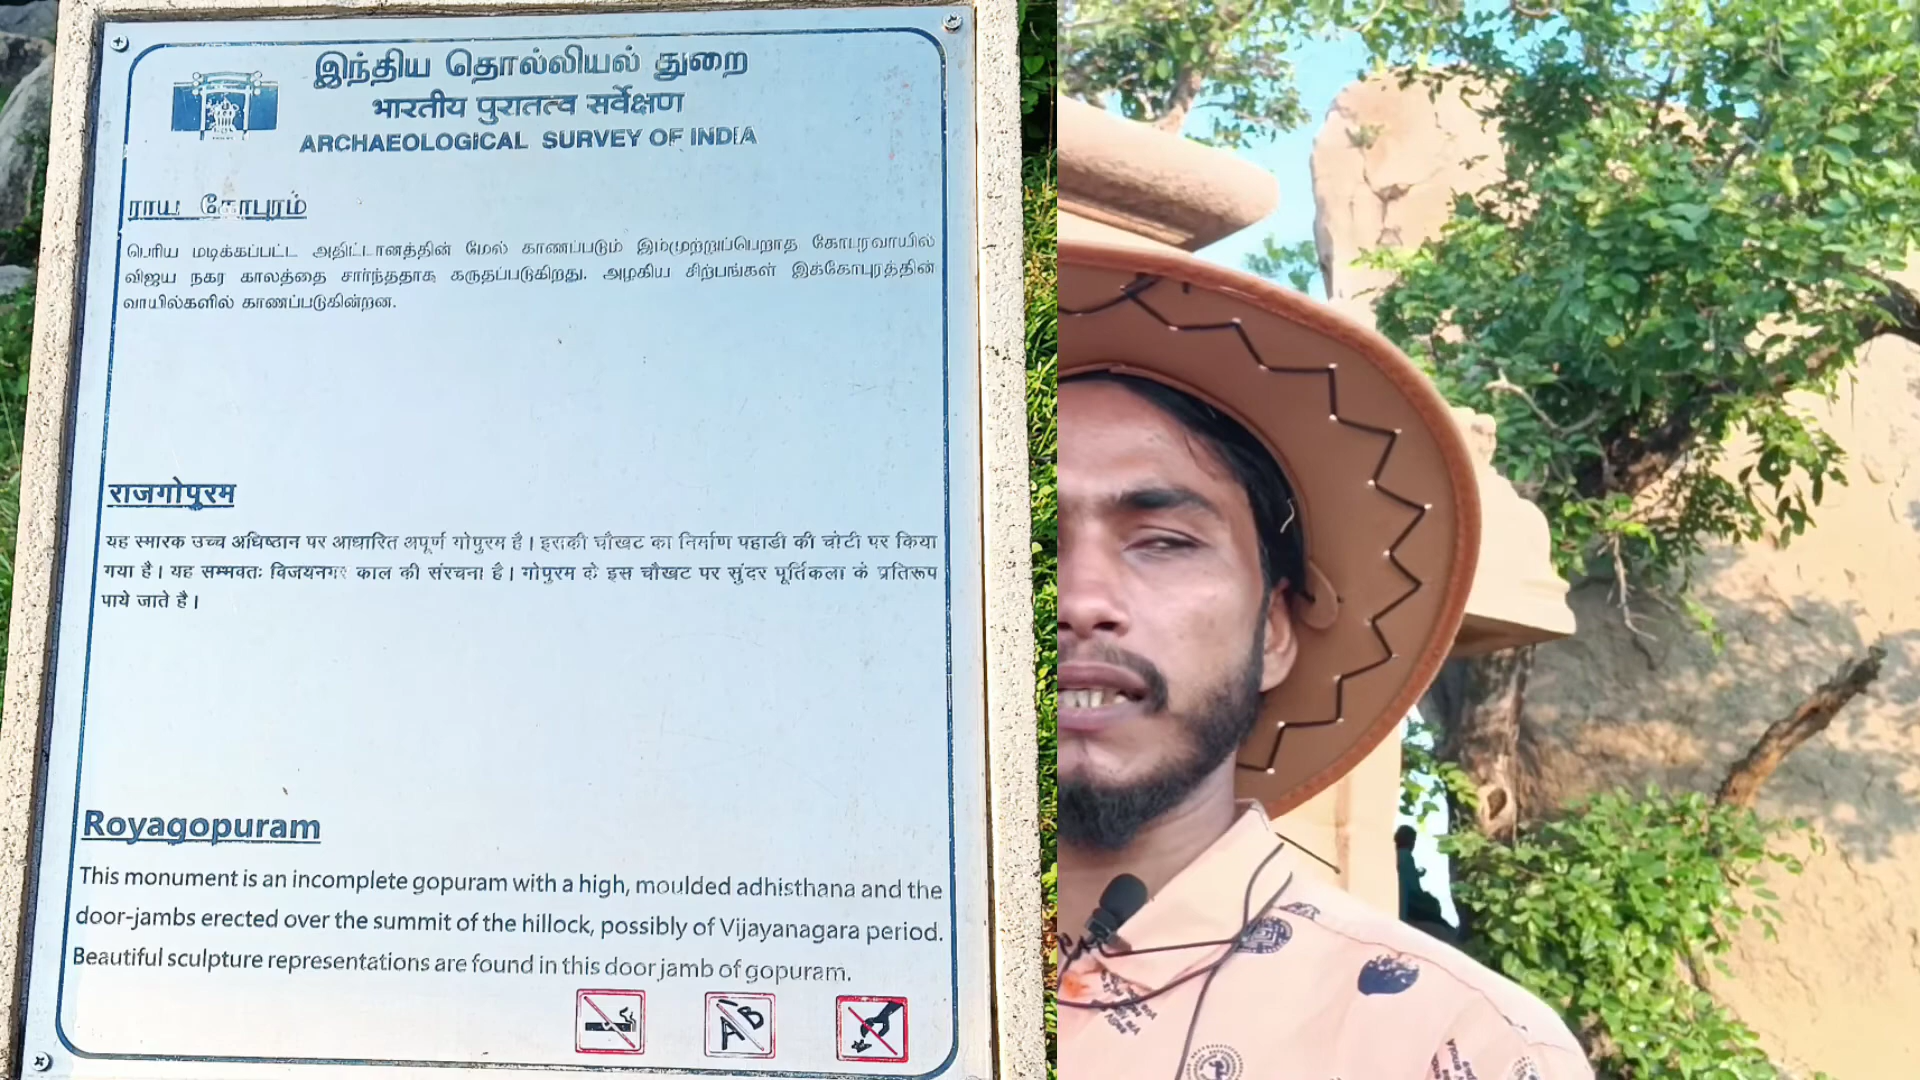 இந்திய தொல்லியல் துறை
भारतीय पुरातत्व सर्वेक्षण
ARCHAEOLOGICAL SURVEY OF INDIA
ராய கோபுரம்
பெரிய மடிக்கப்பட்ட அதிட்டானத்தின் மேல் காணப்படும் இம்முற்றுப்பெறாத கோபுரவாயில்
விஜய நகர காலத்தை சார்ந்ததாக கருதப்படுகிறது. அழகிய சிற்பங்கள் இக்கோபுரத்தின்
வாயில்களில் காணப்படுகின்றன.
राजगोपूरम
यह स्मारक उच्च अधिष्ठान पर आधारित अपूर्ण गोपुरम है। इसकी चौखट का निर्माण पहाडी की चोटी पर किया
गया है। यह सम्मवतः विजयनगर काल की संरचना है। गोपुरम के इस चौखट पर सुंदर पूर्तिकला के प्रतिरूप
पाये जाते है।
Royagopuram
This monument is an incomplete gopuram with a high, moulded adhisthana and the
door-jambs erected over the summit of the hillock, possibly of Vijayanagara period.
Beautiful sculpture representations are found in this door jamb of gopuram.
AB